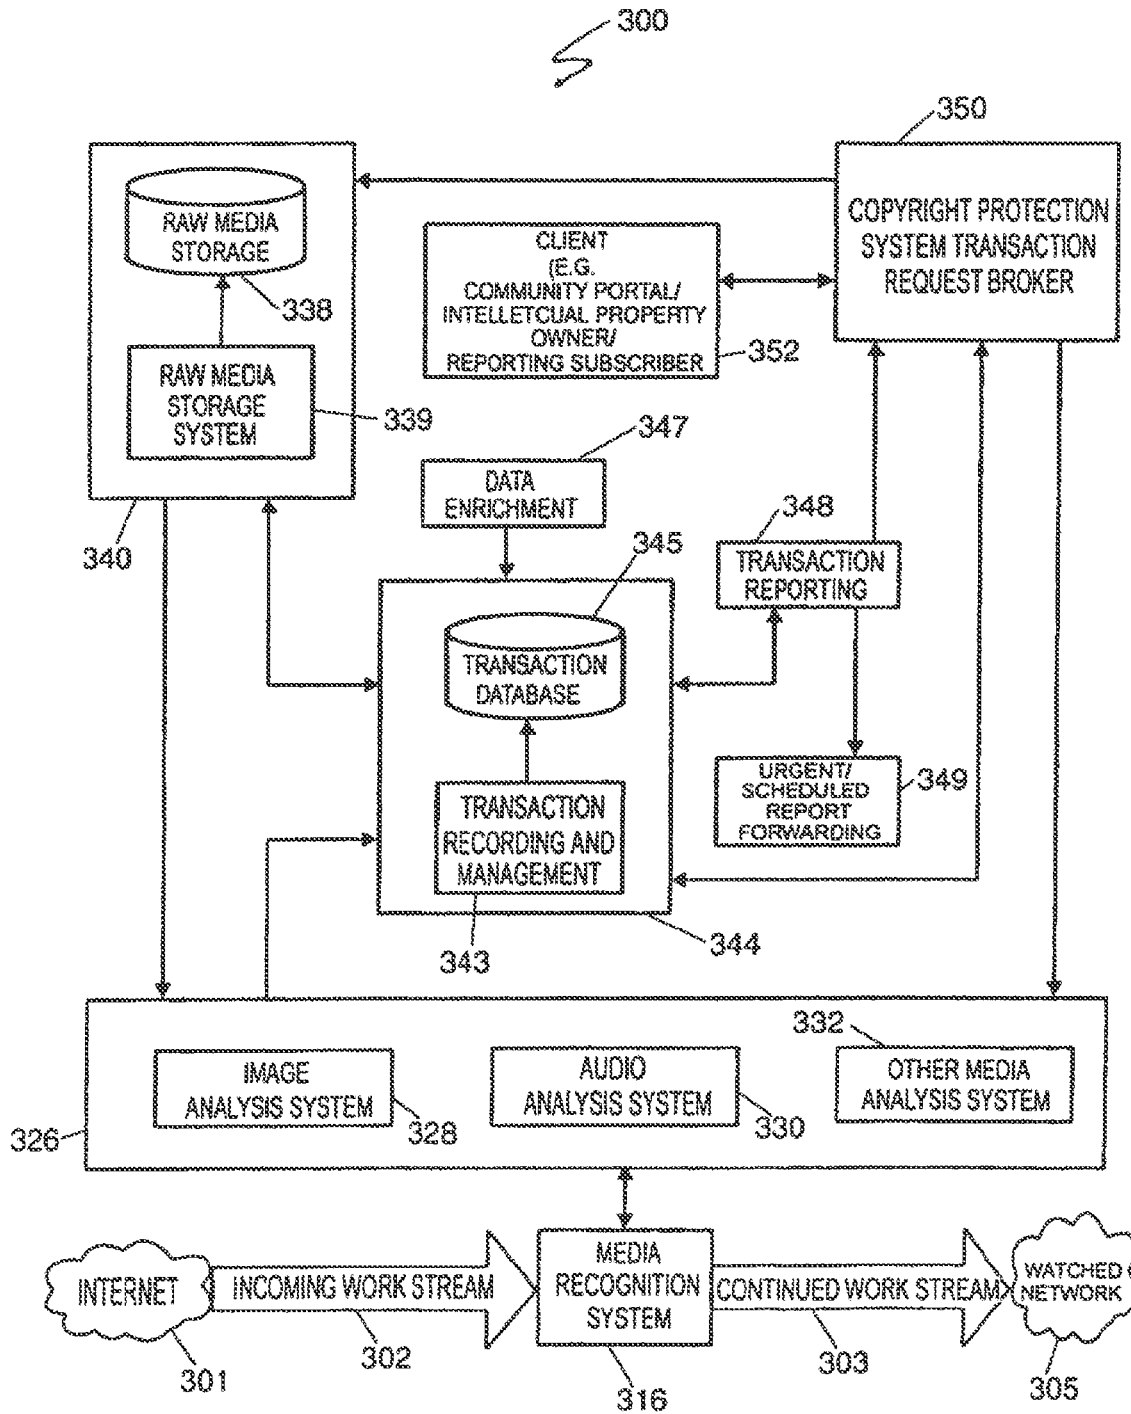 300
350
RAW MEDIA
STORAGE
338
RAW MEDIA
STORAGE
SYSTEM
339
340
CLIENT
(E.G.
COMMUNITY PORTAL/
INTELLETCUAL PROPERTY
OWNER/
REPORTING SUBSCRIBER
352
COPYRIGHT PROTECTION
SYSTEM TRANSACTION
REQUEST BROKER
347
DATA
ENRICHMENT
345
TRANSACTION
DATABASE
TRANSACTION
RECORDING AND
MANAGEMENT
343
344
348
TRANSACTION
REPORTING
URGENT/
SCHEDULED
REPORT
FORWARDING
349
326
IMAGE
ANALYSIS SYSTEM
328
AUDIO
ANALYSIS SYSTEM
330
332
OTHER MEDIA
ANALYSIS SYSTEM
INTERNET
301
INCOMING WORK STREAM
302
MEDIA
RECOGNITION
SYSTEM
316
CONTINUED WORK STREAM
303
WATCHED
NETWORK
305